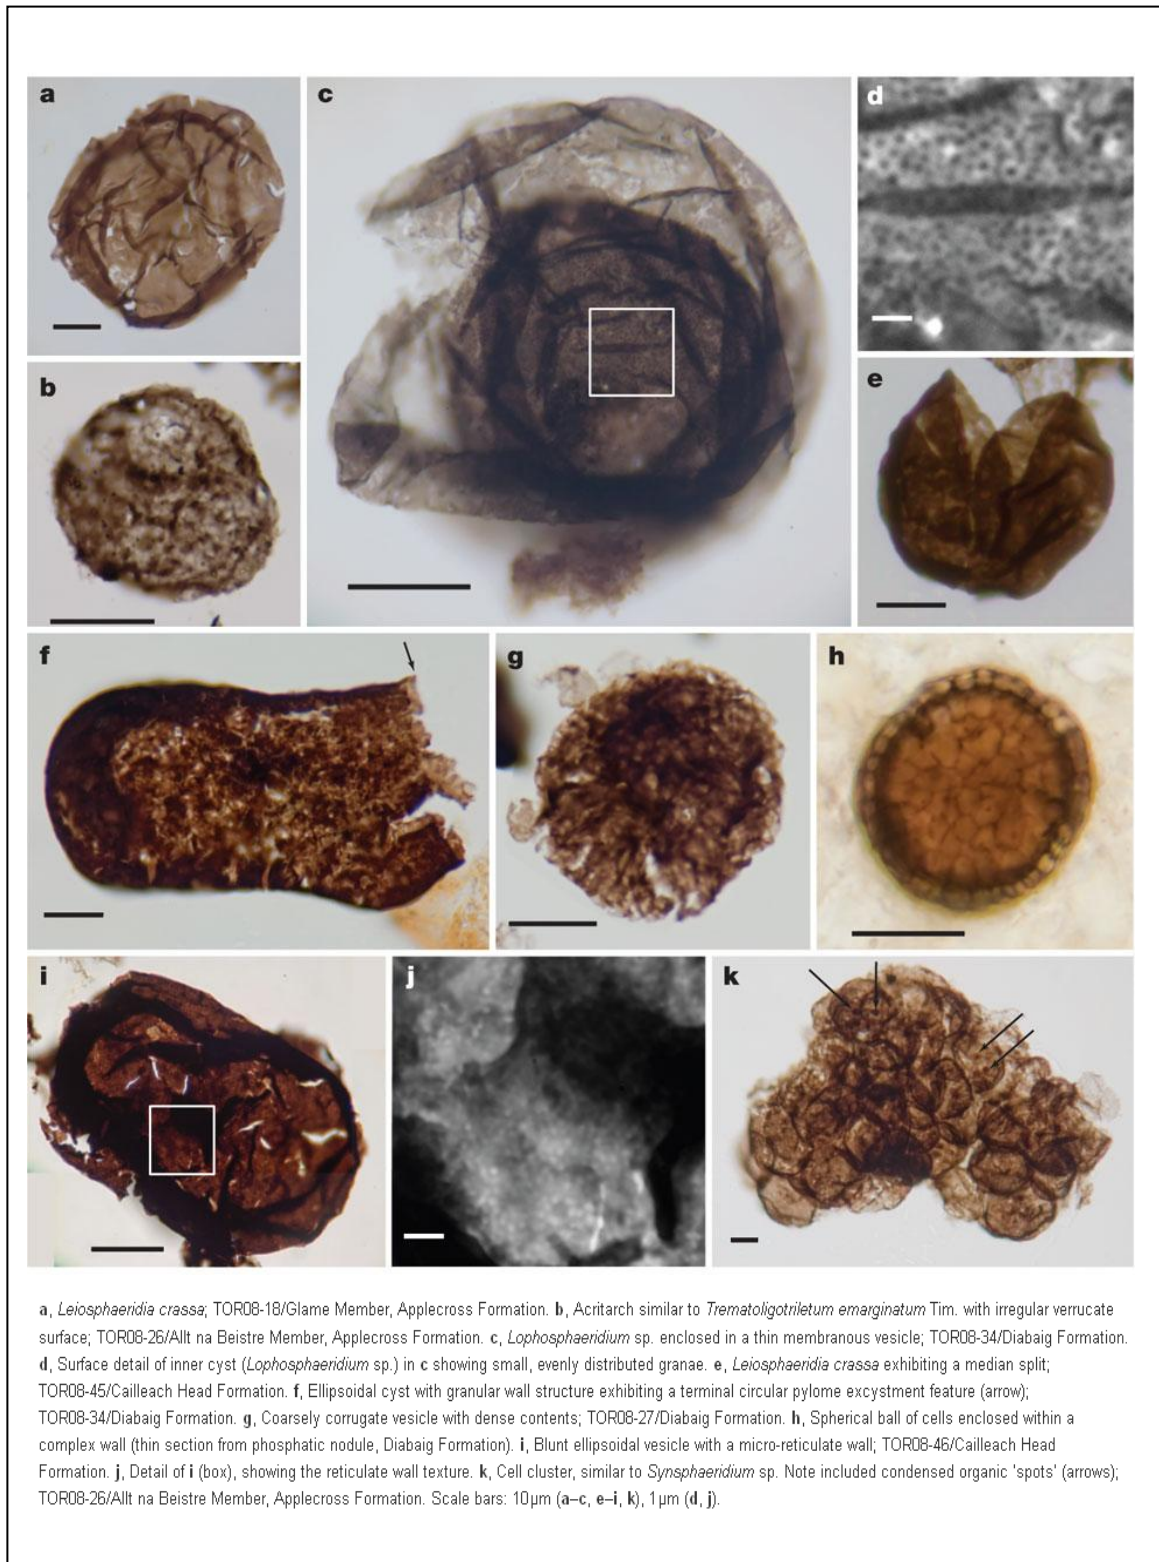 a
c
d
b
e
f
g
h
i
j
k
a, Leiosphaeridia crassa; TOR08-18/Glame Member, Applecross Formation. b, Acritarch similar to Trematoligotriletum emarginatum Tim. with irregular verrucate
surface; TOR08-26/Allt na Beistre Member, Applecross Formation. c, Lophosphaeridium sp. enclosed in a thin membranous vesicle; TOR08-34/Diabaig Formation.
d, Surface detail of inner cyst (Lophosphaeridium sp.) in c showing small, evenly distributed granae. e, Leiosphaeridia crassa exhibiting a median split;
TOR08-45/Cailleach Head Formation. f, Ellipsoidal cyst with granular wall structure exhibiting a terminal circular pylome excystment feature (arrow);
TOR08-34/Diabaig Formation. g, Coarsely corrugate vesicle with dense contents; TOR08-27/Diabaig Formation. h, Spherical ball of cells enclosed within a
complex wall (thin section from phosphatic nodule, Diabaig Formation). i, Blunt ellipsoidal vesicle with a micro-reticulate wall; TOR08-46/Cailleach Head
Formation. j, Detail of i (box), showing the reticulate wall texture. k, Cell cluster, similar to Synsphaeridium sp. Note included condensed organic 'spots' (arrows);
TOR08-26/Allt na Beistre Member, Applecross Formation. Scale bars: 10μm (a–c, e–i, k), 1μm (d, j).